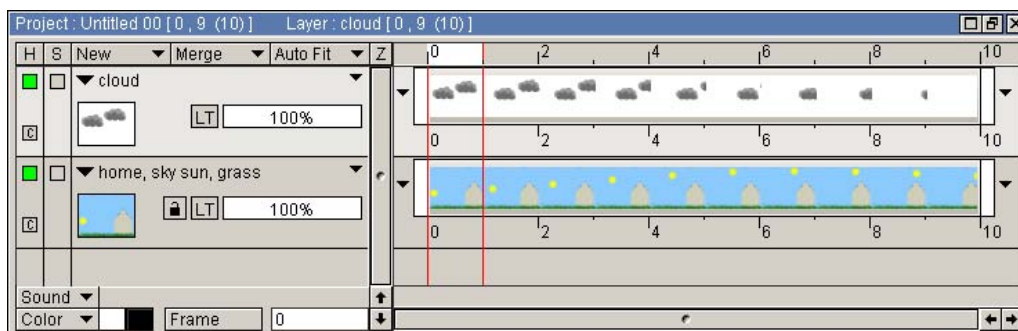 Project : Untitled 00 [ 0 , 9 (10) ] Layer : cloud [ 0 , 9 (10) ]
H S New Merge Auto Fit Z 0 2 4 6 8 10
cloud
LT 100%
C
0 2 4 6 8 10
home, sky sun, grass
LT 100%
C
0 2 4 6 8 10
Sound
Color Frame 0